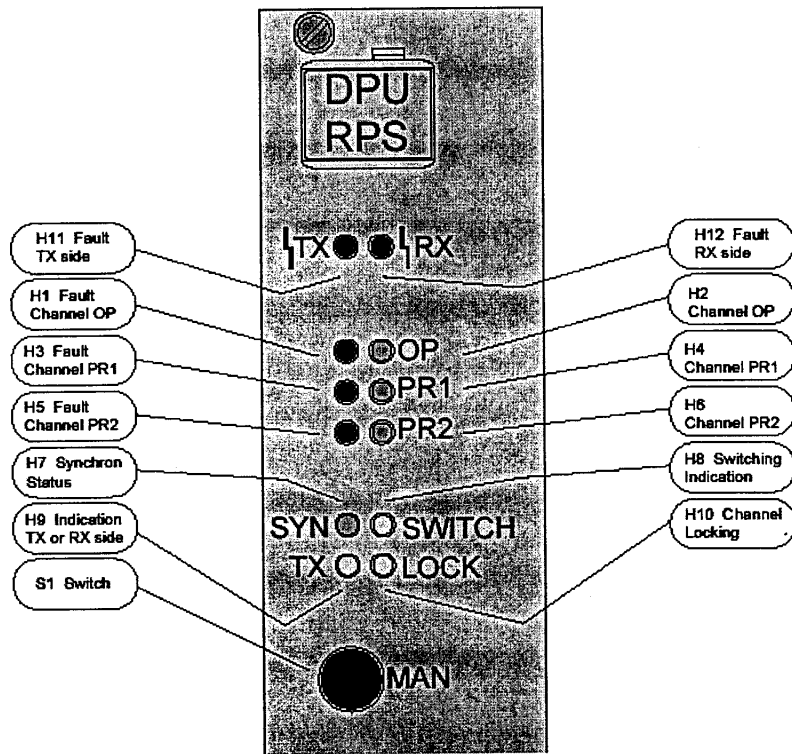 DPU
RPS
TX
RX
OP
PR1
PR2
SYN
SWITCH
TX
LOCK
MAN
H11 Fault
TX side
H1 Fault
Channel OP
H3 Fault
Channel PR1
H5 Fault
Channel PR2
H7 Synchron
Status
H9 Indication
TX or RX side
S1 Switch
H12 Fault
RX side
H2
Channel OP
H4
Channel PR1
H6
Channel PR2
H8 Switching
Indication
H10 Channel
Locking